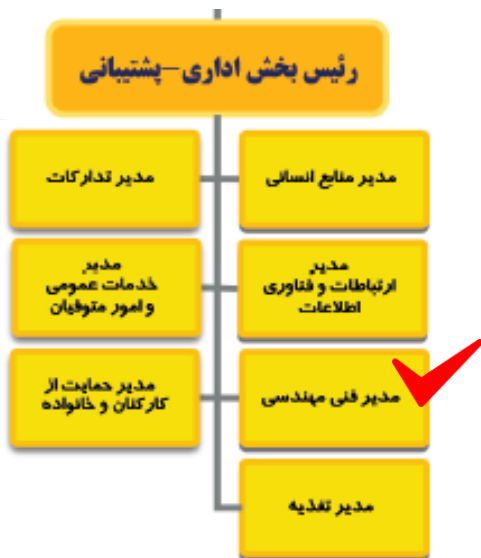 رئیس بخش اداری-پشتیبانی
مدیر منابع انسانی
مدیر تدارکات
مدیر
ارتباطات و فناوری
اطلاعات
مدیر
خدمات عمومی
و امور متوفیان
مدیر فنی مهندسی
مدیر حمایت از
کارکنان و خانواده
مدیر تغذیه